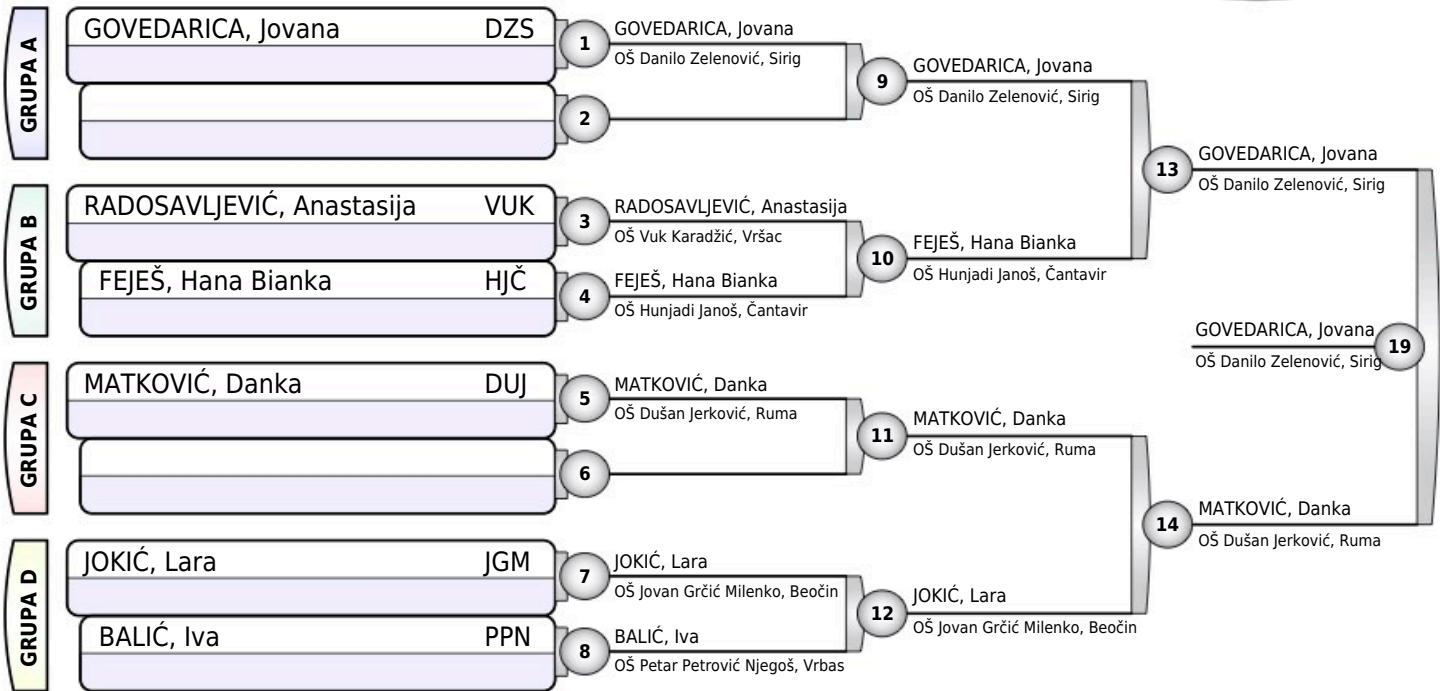 GRUPA A
GOVEDARICA, Jovana DZS
1
2
GRUPA B
RADOSAVLJEVIĆ, Anastasija VUK
3
FEJEŠ, Hana Bianka HJČ
4
GRUPA C
MATKOVIĆ, Danka DUJ
5
6
GRUPA D
JOKIĆ, Lara JGM
7
BALIĆ, Iva PPN
8
GOVEDARICA, Jovana
OŠ Danilo Zelenović, Sirig
RADOSAVLJEVIĆ, Anastasija
OŠ Vuk Karadžić, Vršac
FEJEŠ, Hana Bianka
OŠ Hunjadi Janoš, Čantavir
MATKOVIĆ, Danka
OŠ Dušan Jerković, Ruma
JOKIĆ, Lara
OŠ Jovan Grčić Milenko, Beočin
BALIĆ, Iva
OŠ Petar Petrović Njegoš, Vrbas
9
GOVEDARICA, Jovana
OŠ Danilo Zelenović, Sirig
10
FEJEŠ, Hana Bianka
OŠ Hunjadi Janoš, Čantavir
11
MATKOVIĆ, Danka
OŠ Dušan Jerković, Ruma
12
JOKIĆ, Lara
OŠ Jovan Grčić Milenko, Beočin
13
GOVEDARICA, Jovana
OŠ Danilo Zelenović, Sirig
14
MATKOVIĆ, Danka
OŠ Dušan Jerković, Ruma
GOVEDARICA, Jovana
OŠ Danilo Zelenović, Sirig
19